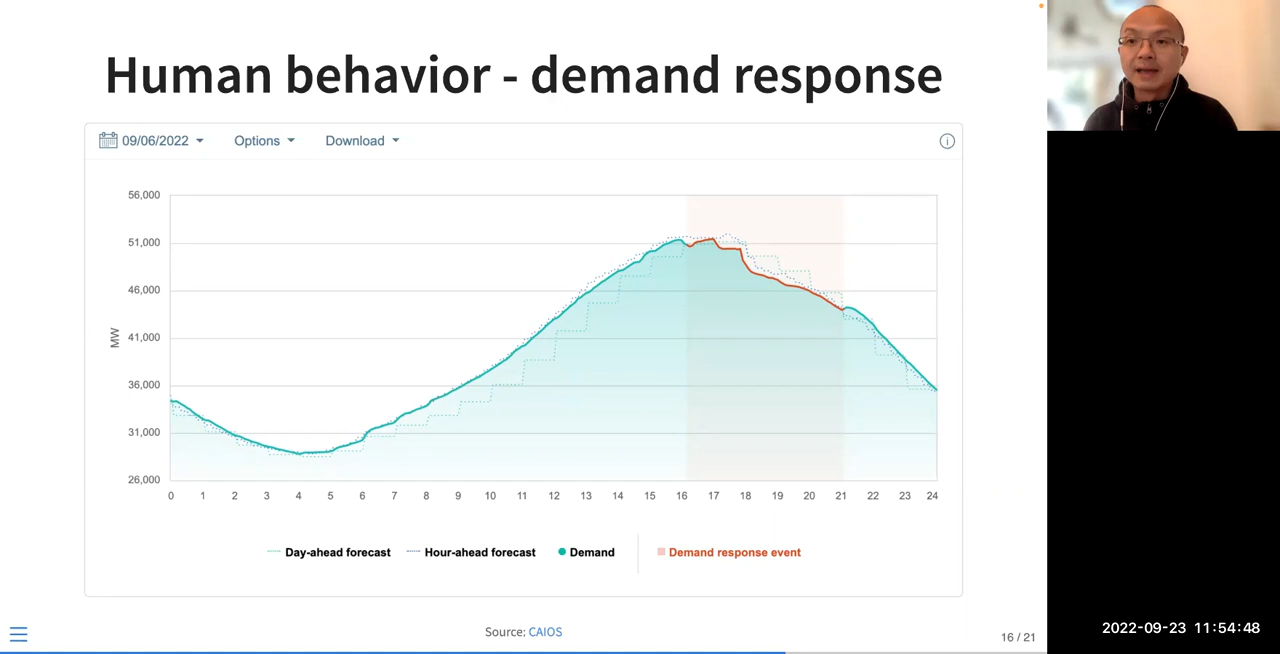 Human behavior - demand response
09/06/2022 Options Download
56,000
51,000
46,000
41,000
36,000
31,000
26,000
MW
0 1 2 3 4 5 6 7 8 9 10 11 12 13 14 15 16 17 18 19 20 21 22 23 24
Day-ahead forecast Hour-ahead forecast Demand Demand response event
Source: CAIOS
16 / 21
2022-09-23 11:54:48